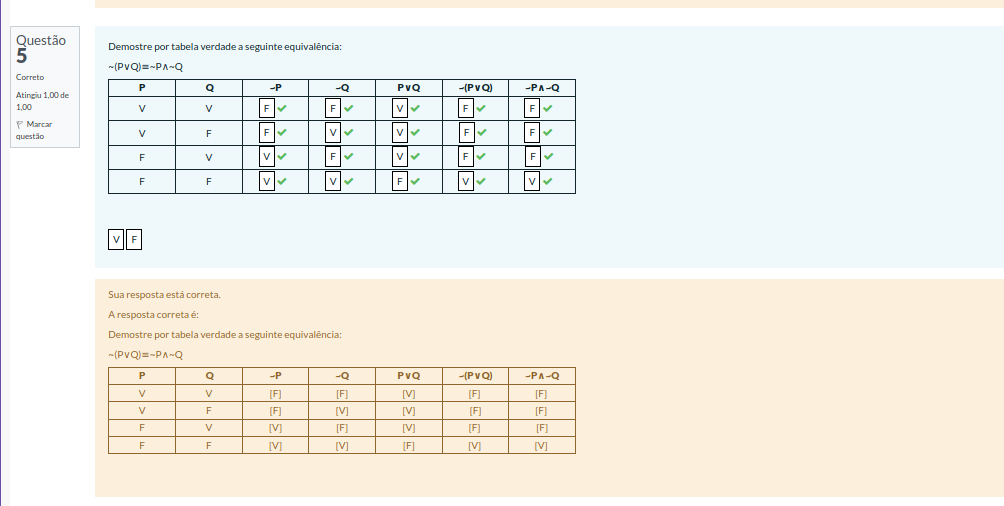 Questão
5
Correto
Atingiu 1,00 de
1,00
Marcar
questão
Demostre por tabela verdade a seguinte equivalência:
~(P∨Q)≡~P∧~Q
P Q ~P ~Q P∨Q ~(P∨Q) ~P∧~Q
V V F F V F F
V F F V V F F
F V V F V F F
F F V V F V V
V F
Sua resposta está correta.
A resposta correta é:
Demostre por tabela verdade a seguinte equivalência:
~(P∨Q)≡~P∧~Q
P Q ~P ~Q P∨Q ~(P∨Q) ~P∧~Q
V V [F] [F] [V] [F] [F]
V F [F] [V] [V] [F] [F]
F V [V] [F] [V] [F] [F]
F F [V] [V] [F] [V] [V]